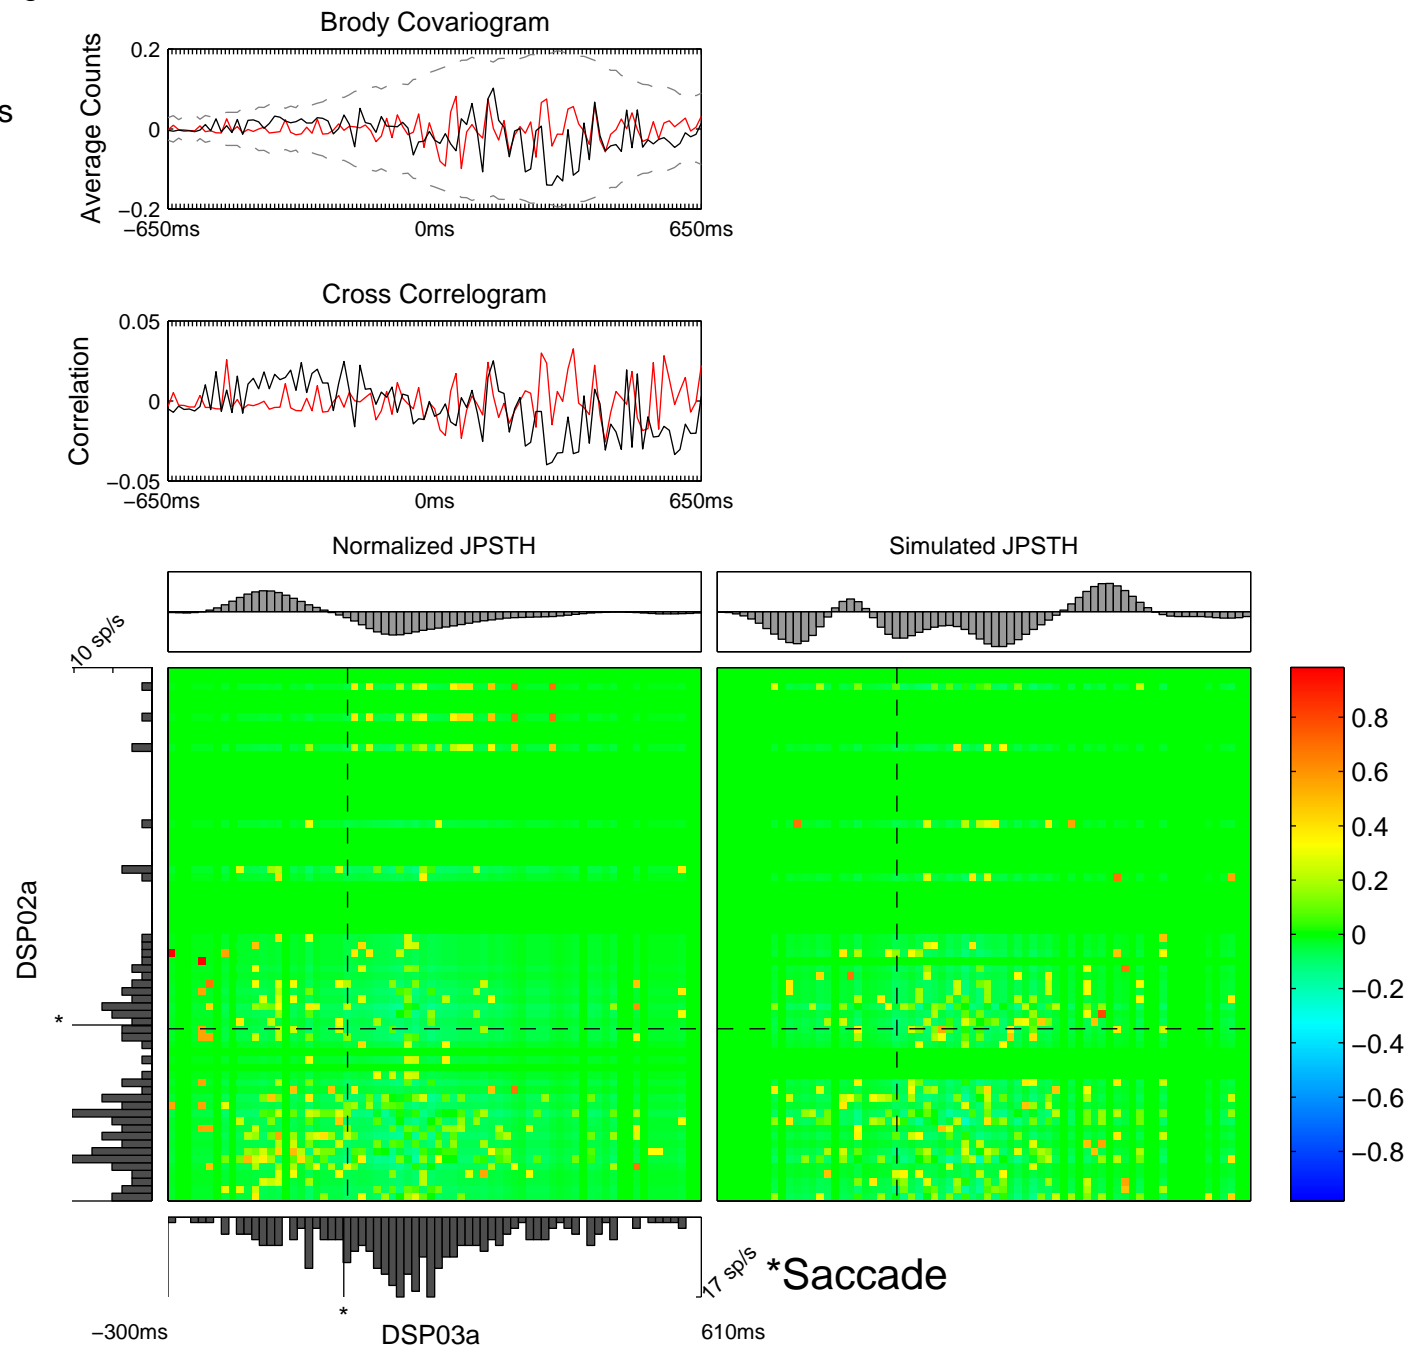 Brody Covariogram
Average Counts
0.2
0
−0.2
−650ms
0ms
650ms
s
Cross Correlogram
Correlation
0.05
0
−0.05
−650ms
0ms
650ms
Normalized JPSTH
Simulated JPSTH
10 sp/s
DSP02a
*
0.8
0.6
0.4
0.2
0
−0.2
−0.4
−0.6
−0.8
17 sp/s
*Saccade
*
−300ms
DSP03a
610ms